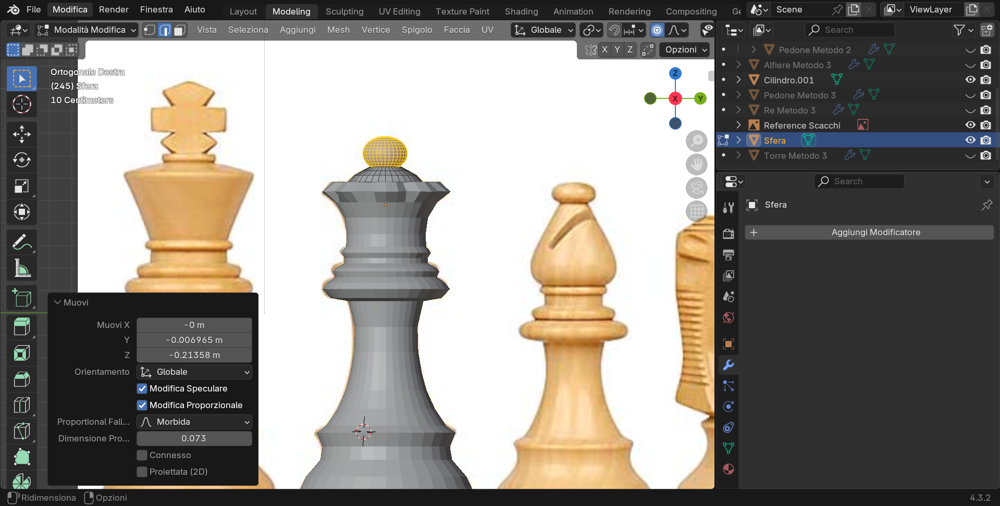 File Modifica Render Finestra Aiuto Layout Modeling Sculpting UV Editing Texture Paint Shading Animation Rendering Compositing Ge Scene ViewLayer
Modalità Modifica Vista Seleziona Aggiungi Mesh Vertice Spigolo Faccia UV Globale Search
X Y Z Opzioni
Ortogonale Destra
(245) Sfera
10 Centimeters
Z
X
Y
Pedone Metodo 2
Alfiere Metodo 3
Cilindro.001
Pedone Metodo 3
Re Metodo 3
Reference Scacchi
Sfera
Torre Metodo 3
Search
Sfera
Aggiungi Modificatore
Muovi
Muovi X -0 m
Y -0.006965 m
Z -0.21358 m
Orientamento Globale
Modifica Speculare
Modifica Proporzionale
Proportional Fall... Morbida
Dimensione Pro... 0.073
Connesso
Proiettata (2D)
Ridimensiona Opzioni 4.3.2